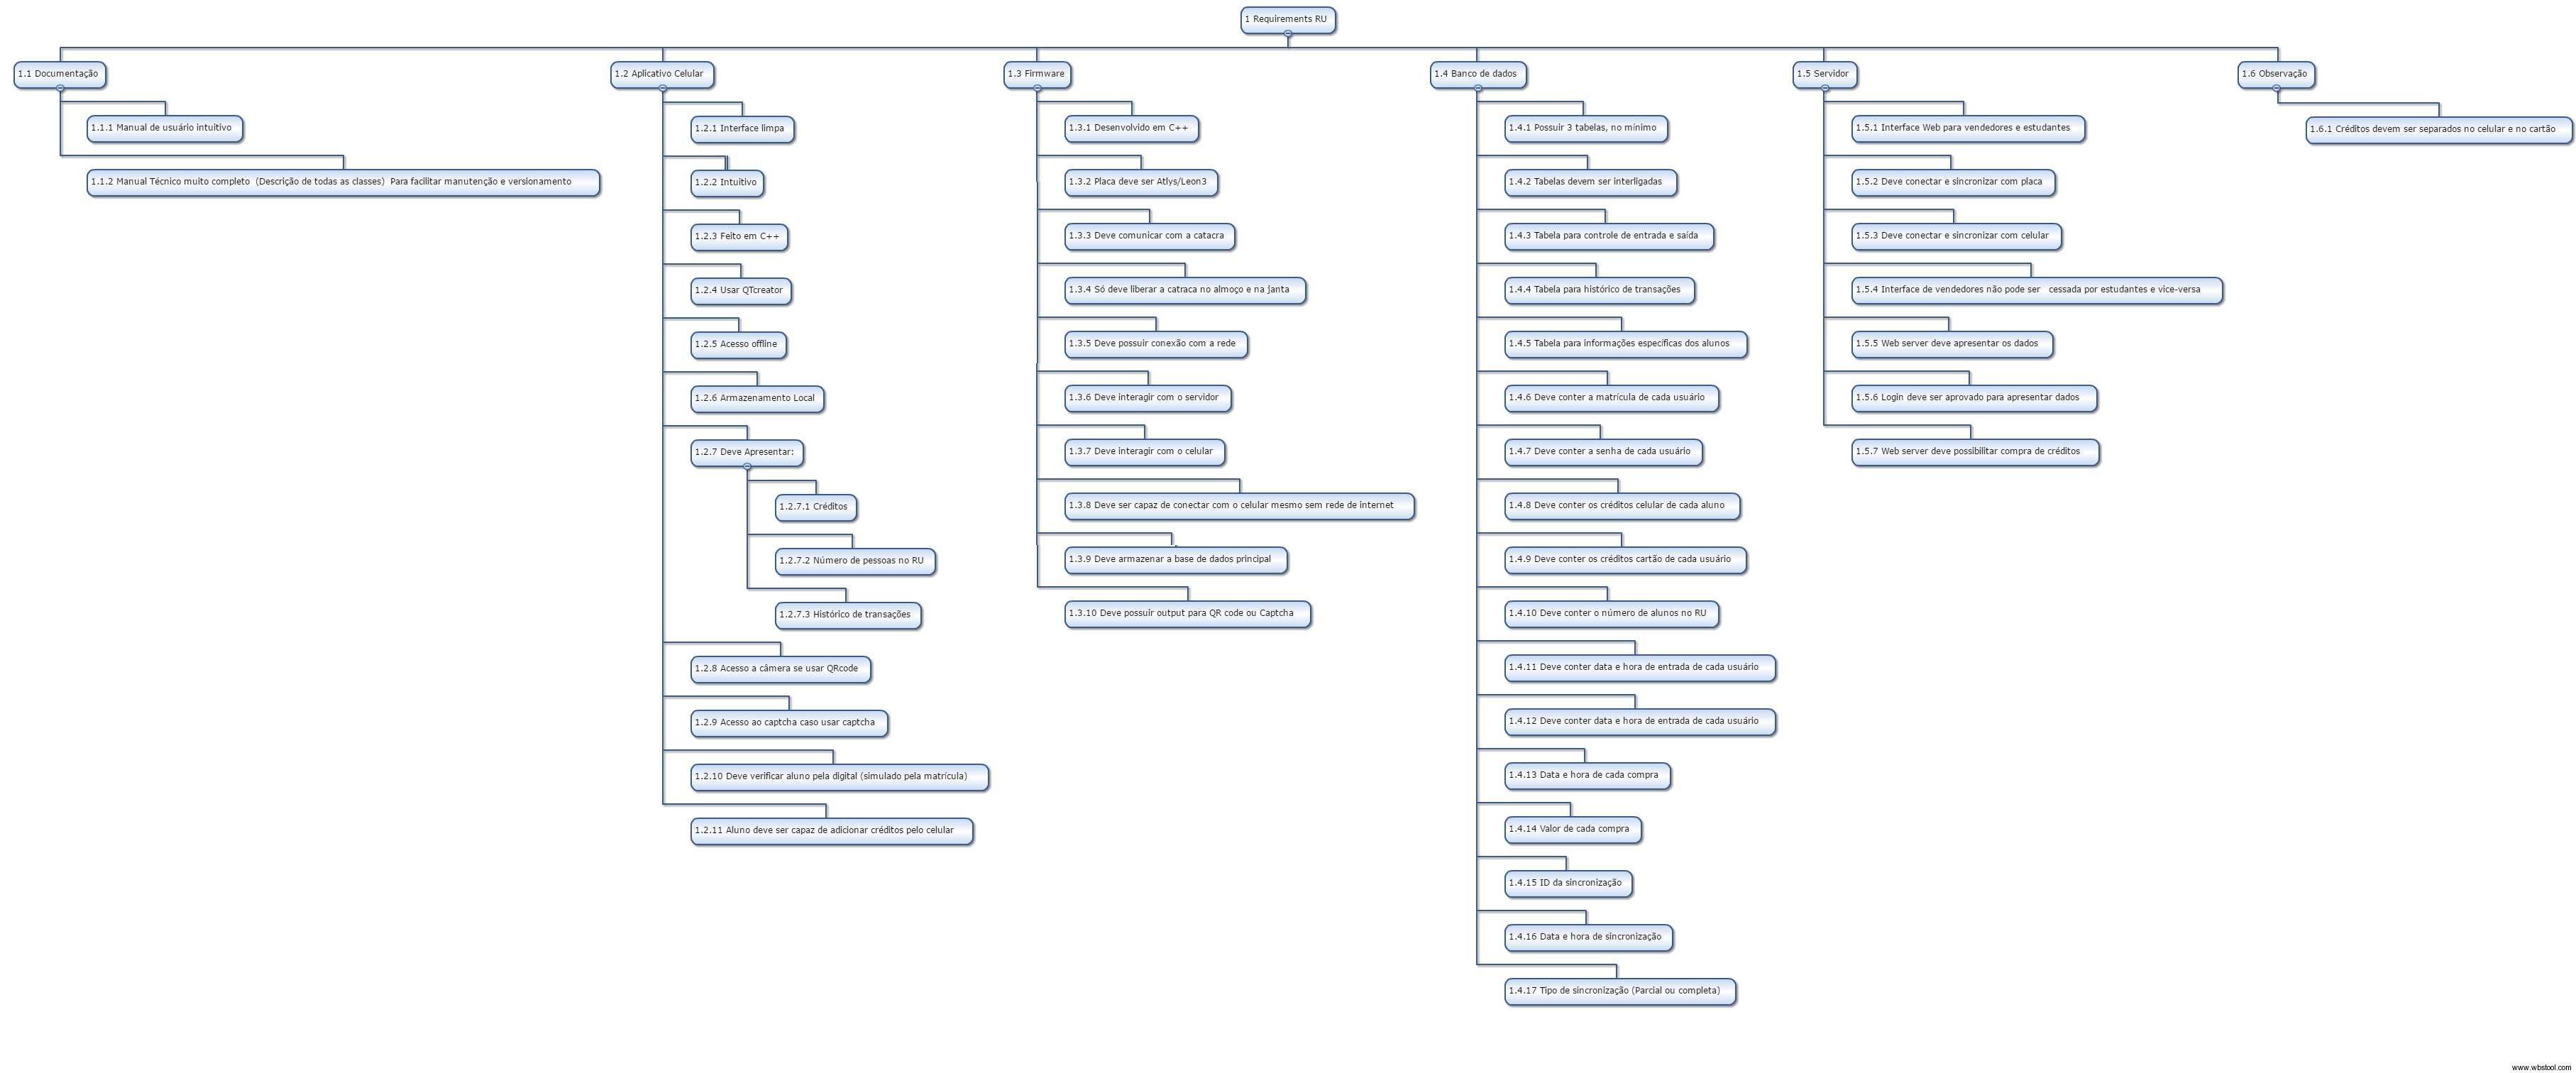 1 Requirements RU
1.1 Documentação
1.1.1 Manual de usuário intuitivo
1.1.2 Manual Técnico muito completo  (Descrição de todas as classes)  Para facilitar manutenção e versionamento
1.2 Aplicativo Celular
1.2.1 Interface limpa
1.2.2 Intuitivo
1.2.3 Feito em C++
1.2.4 Usar QTcreator
1.2.5 Acesso offline
1.2.6 Armazenamento Local
1.2.7 Deve Apresentar:
1.2.7.1 Créditos
1.2.7.2 Número de pessoas no RU
1.2.7.3 Histórico de transações
1.2.8 Acesso a câmera se usar QRcode
1.2.9 Acesso ao captcha caso usar captcha
1.2.10 Deve verificar aluno pela digital (simulado pela matrícula)
1.2.11 Aluno deve ser capaz de adicionar créditos pelo celular
1.3 Firmware
1.3.1 Desenvolvido em C++
1.3.2 Placa deve ser Atlys/Leon3
1.3.3 Deve comunicar com a catacra
1.3.4 Só deve liberar a catraca no almoço e na janta
1.3.5 Deve possuir conexão com a rede
1.3.6 Deve interagir com o servidor
1.3.7 Deve interagir com o celular
1.3.8 Deve ser capaz de conectar com o celular mesmo sem rede de internet
1.3.9 Deve armazenar a base de dados principal
1.3.10 Deve possuir output para QR code ou Captcha
1.4 Banco de dados
1.4.1 Possuir 3 tabelas, no mínimo
1.4.2 Tabelas devem ser interligadas
1.4.3 Tabela para controle de entrada e saída
1.4.4 Tabela para histórico de transações
1.4.5 Tabela para informações específicas dos alunos
1.4.6 Deve conter a matrícula de cada usuário
1.4.7 Deve conter a senha de cada usuário
1.4.8 Deve conter os créditos celular de cada aluno
1.4.9 Deve conter os créditos cartão de cada usuário
1.4.10 Deve conter o número de alunos no RU
1.4.11 Deve conter data e hora de entrada de cada usuário
1.4.12 Deve conter data e hora de entrada de cada usuário
1.4.13 Data e hora de cada compra
1.4.14 Valor de cada compra
1.4.15 ID da sincronização
1.4.16 Data e hora de sincronização
1.4.17 Tipo de sincronização (Parcial ou completa)
1.5 Servidor
1.5.1 Interface Web para vendedores e estudantes
1.5.2 Deve conectar e sincronizar com placa
1.5.3 Deve conectar e sincronizar com celular
1.5.4 Interface de vendedores não pode ser   cessada por estudantes e vice-versa
1.5.5 Web server deve apresentar os dados
1.5.6 Login deve ser aprovado para apresentar dados
1.5.7 Web server deve possibilitar compra de créditos
1.6 Observação
1.6.1 Créditos devem ser separados no celular e no cartão
www.wbstool.com